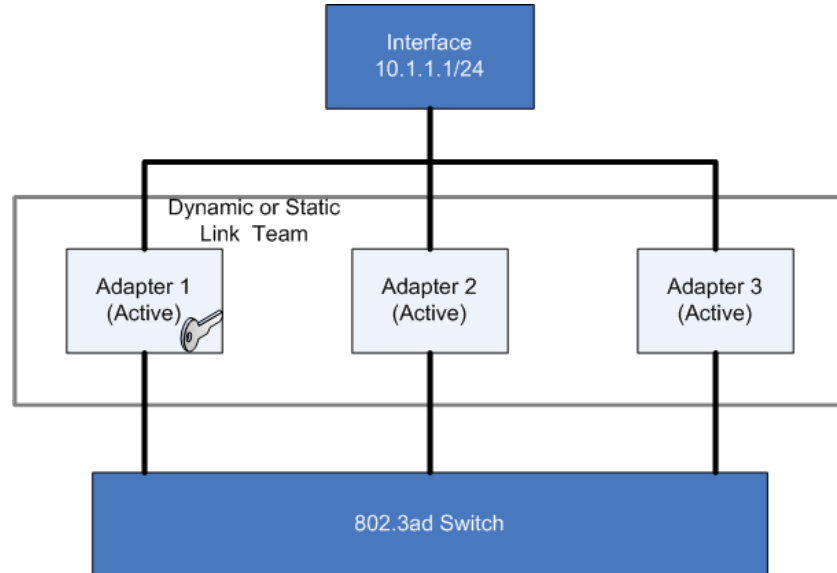 Interface
10.1.1.1/24
Dynamic or Static
Link Team
Adapter 1
(Active)
Adapter 2
(Active)
Adapter 3
(Active)
802.3ad Switch